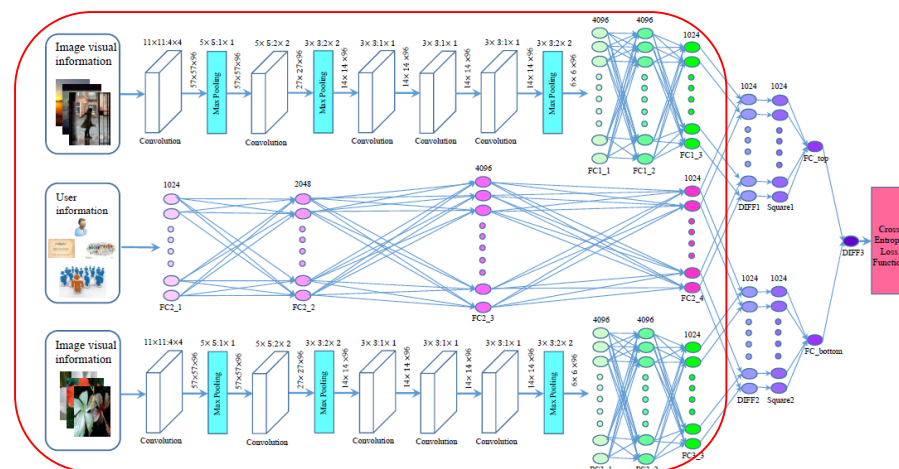 Image visual
information
11×11:4×4
Convolution
57×57×96
5× 5:1× 1
Max Pooling
57×57×96
5× 5:2× 2
Convolution
27× 27×96
3× 3:2× 2
Max Pooling
14× 14 ×96
3× 3:1× 1
Convolution
14× 14 ×96
3× 3:1× 1
Convolution
3× 3:1× 1
Convolution
14× 14 ×96
3× 3:2× 2
Max Pooling
6× 6 ×96
4096
FC1_1
4096
FC1_2
1024
FC1_3
User
information
1024
FC2_1
2048
FC2_2
4096
FC2_3
1024
FC2_4
Image visual
information
11×11:4×4
Convolution
57×57×96
5× 5:1× 1
Max Pooling
57×57×96
5× 5:2× 2
Convolution
27× 27×96
3× 3:2× 2
Max Pooling
14× 14 ×96
3× 3:1× 1
Convolution
14× 14 ×96
3× 3:1× 1
Convolution
3× 3:1× 1
Convolution
14× 14 ×96
3× 3:2× 2
Max Pooling
6× 6 ×96
4096
4096
1024
FC3_3
1024
DIFF1
1024
Square1
FC_top
1024
DIFF2
1024
Square2
FC_bottom
DIFF3
Cross
Entropy
Loss
Function